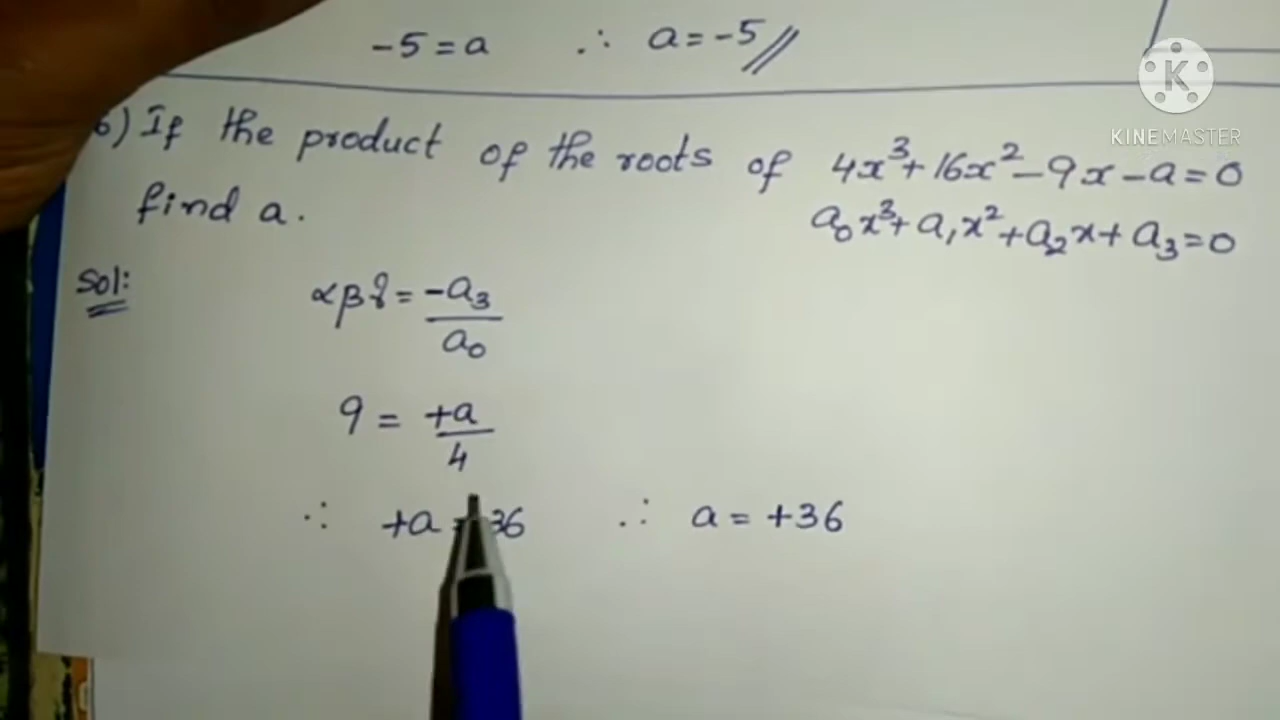 -5 = a ∴ a = -5
K
KINEMASTER
6) If the product of the roots of 4x³+16x²-9x-a=0
find a. a₀x³+a₁x²+a₂x+a₃=0
Sol: αβγ = -a₃/a₀
9 = +a/4
∴ +a = 36 ∴ a = +36